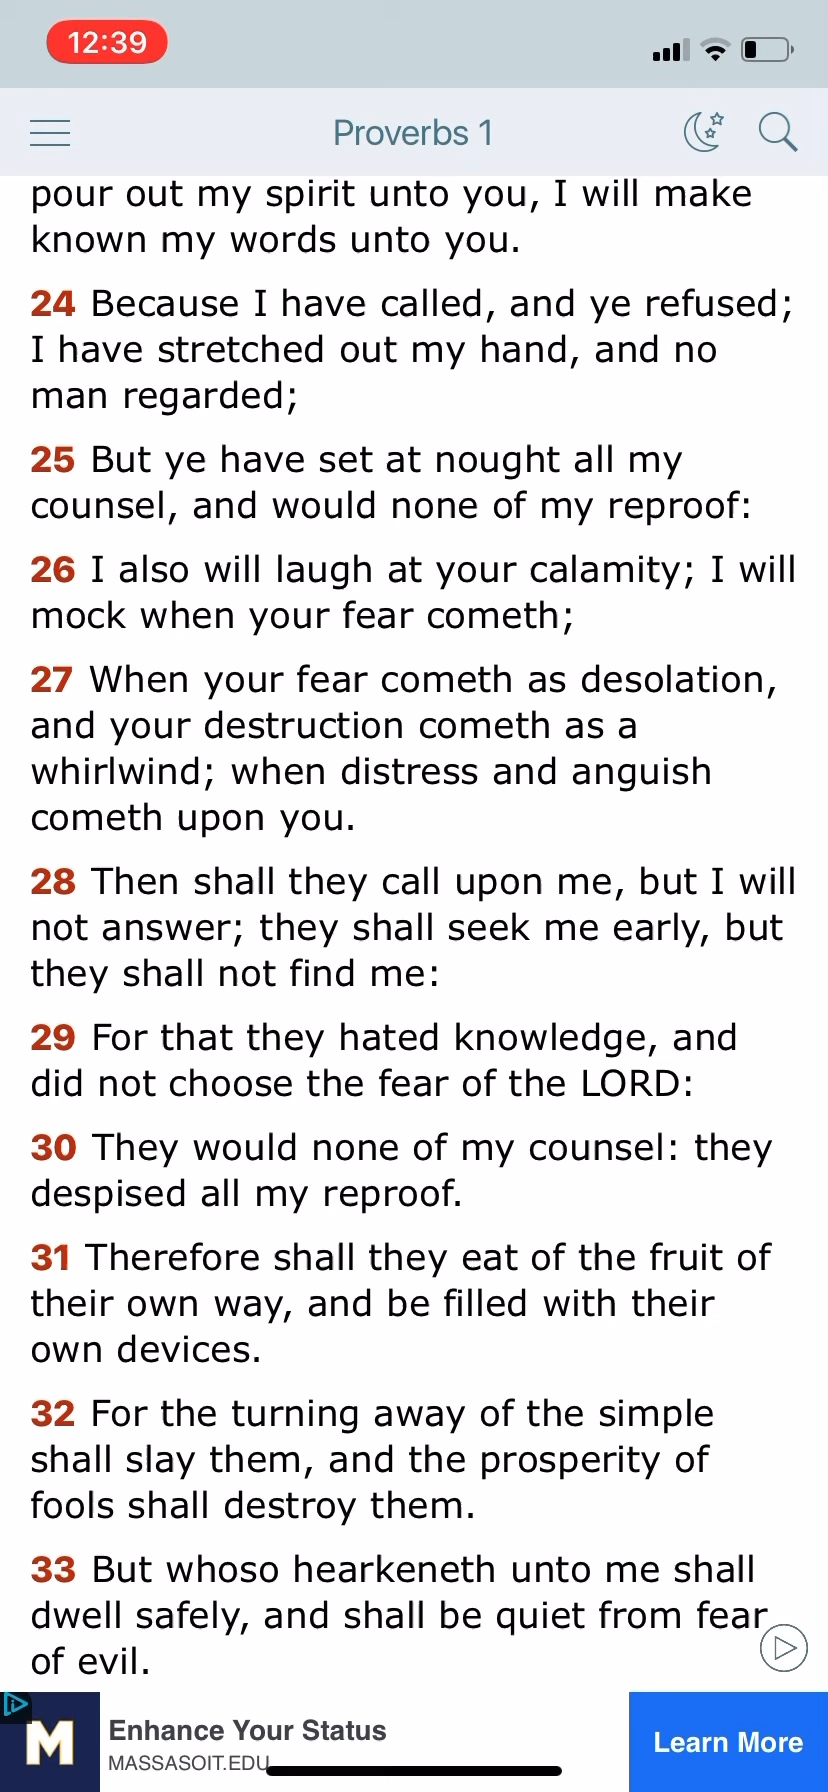 12:39
Proverbs 1
pour out my spirit unto you, I will make
known my words unto you.
24 Because I have called, and ye refused;
I have stretched out my hand, and no
man regarded;
25 But ye have set at nought all my
counsel, and would none of my reproof:
26 I also will laugh at your calamity; I will
mock when your fear cometh;
27 When your fear cometh as desolation,
and your destruction cometh as a
whirlwind; when distress and anguish
cometh upon you.
28 Then shall they call upon me, but I will
not answer; they shall seek me early, but
they shall not find me:
29 For that they hated knowledge, and
did not choose the fear of the LORD:
30 They would none of my counsel: they
despised all my reproof.
31 Therefore shall they eat of the fruit of
their own way, and be filled with their
own devices.
32 For the turning away of the simple
shall slay them, and the prosperity of
fools shall destroy them.
33 But whoso hearkeneth unto me shall
dwell safely, and shall be quiet from fear
of evil.
M
Enhance Your Status
MASSASOIT.EDU
Learn More